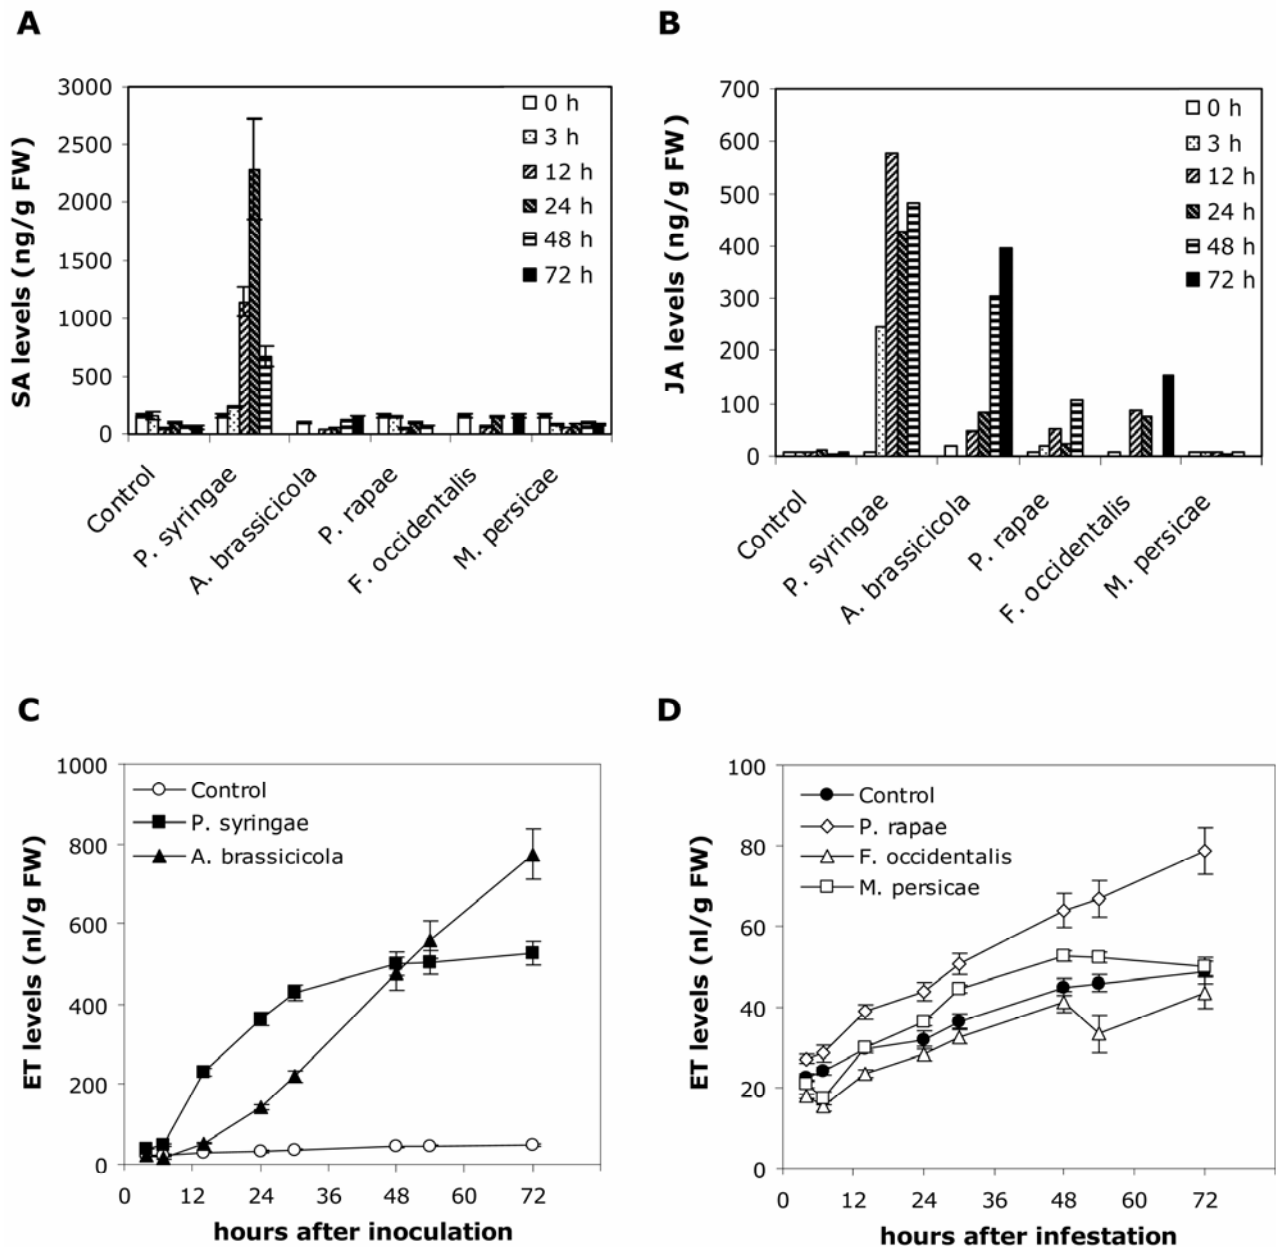 A
SA levels (ng/g FW)
3000
2500
2000
1500
1000
500
0
0 h
3 h
12 h
24 h
48 h
72 h
Control
P. syringae
A. brassicicola
P. rapae
F. occidentalis
M. persicae
B
JA levels (ng/g FW)
700
600
500
400
300
200
100
0
0 h
3 h
12 h
24 h
48 h
72 h
Control
P. syringae
A. brassicicola
P. rapae
F. occidentalis
M. persicae
C
ET levels (nl/g FW)
1000
800
600
400
200
0
Control
P. syringae
A. brassicicola
0 12 24 36 48 60 72
hours after inoculation
D
ET levels (nl/g FW)
100
80
60
40
20
0
Control
P. rapae
F. occidentalis
M. persicae
0 12 24 36 48 60 72
hours after infestation